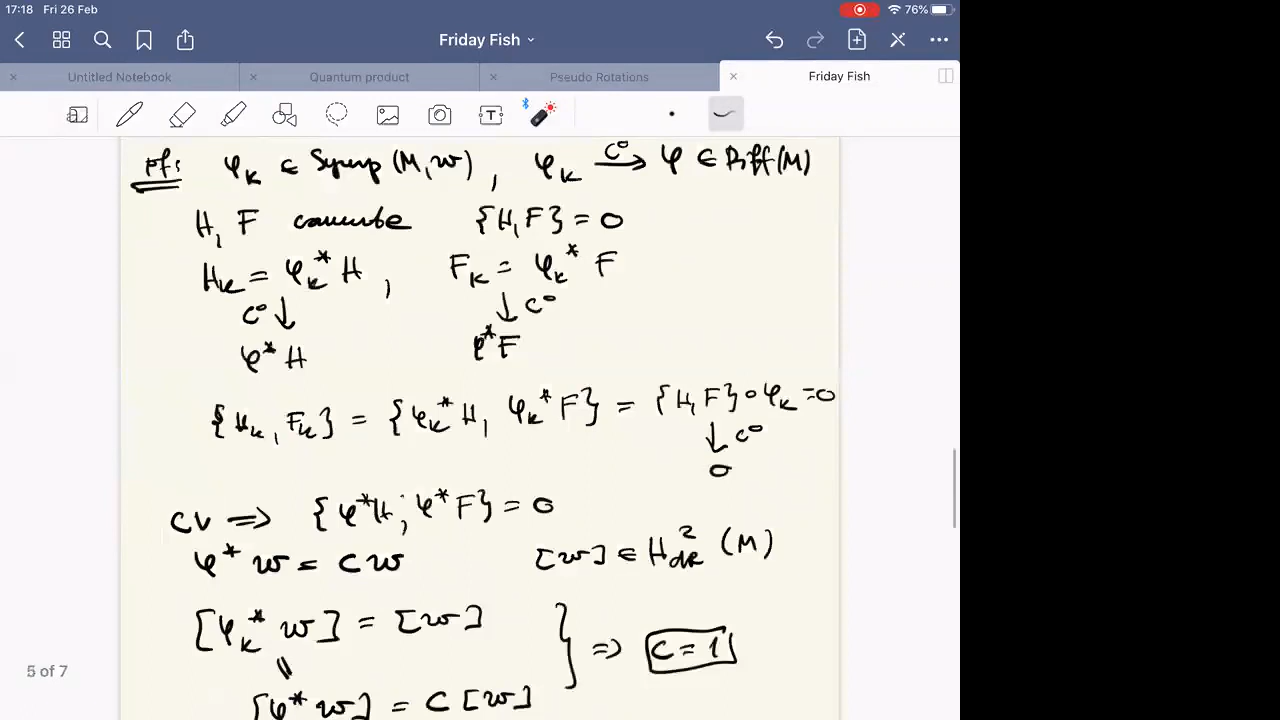 17:18 Fri 26 Feb 76%
Friday Fish
Untitled Notebook Quantum product Pseudo Rotations Friday Fish
Pf: φ_k ∈ Symp(M,ω), φ_k →^{C⁰} φ ∈ Diff(M)
H, F commute {H,F} = 0
H_k = φ_k^* H, F_k = φ_k^* F
C⁰ ↓ ↓ C⁰
φ^* H φ^* F
{H_k, F_k} = {φ_k^* H, φ_k^* F} = {H,F}∘φ_k = 0
↓ C⁰
0
CV ⇒ {φ^*H, φ^*F} = 0
φ^* ω = C ω [ω] ∈ H²_dR (M)
[φ_k^* ω] = [ω]
} ⇒ C = 1
||
[φ^* ω] = C [ω]
5 of 7